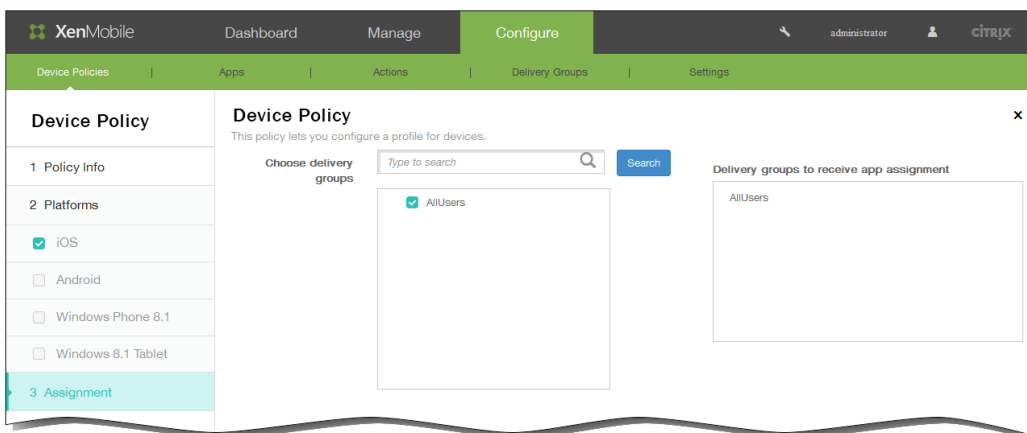 XenMobile Dashboard Manage Configure administrator CİTRIX
Device Policies | Apps | Actions | Delivery Groups | Settings
Device Policy
1 Policy Info
2 Platforms
iOS
Android
Windows Phone 8.1
Windows 8.1 Tablet
3 Assignment
Device Policy x
This policy lets you configure a profile for devices.
Choose delivery
groups
Type to search
Search
AllUsers
Delivery groups to receive app assignment
AllUsers